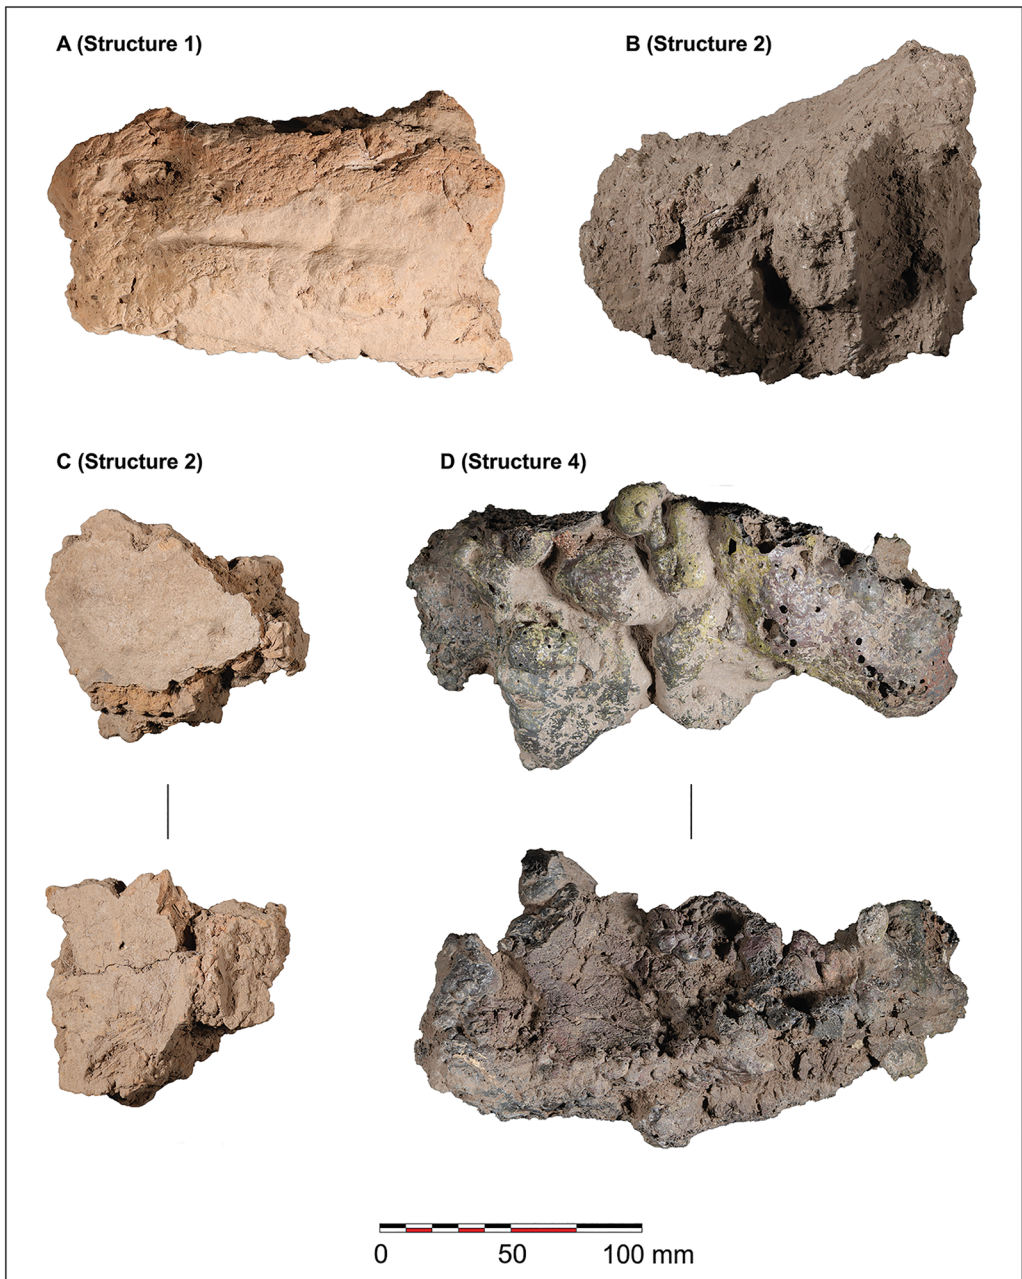 A (Structure 1)
B (Structure 2)
C (Structure 2)
D (Structure 4)
0 50 100 mm